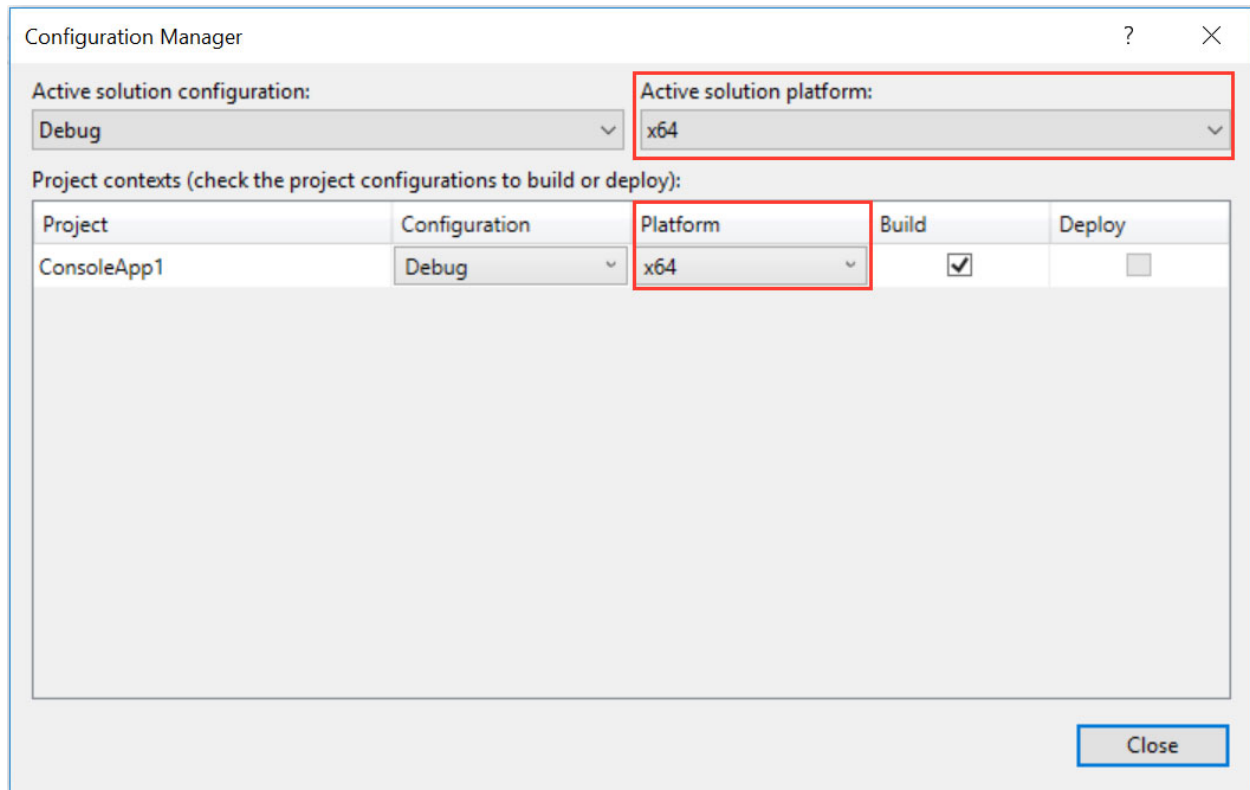 Configuration Manager ?
Active solution configuration: Active solution platform:
Debug x64
Project contexts (check the project configurations to build or deploy):
Project Configuration Platform Build Deploy
ConsoleApp1 Debug x64
Close